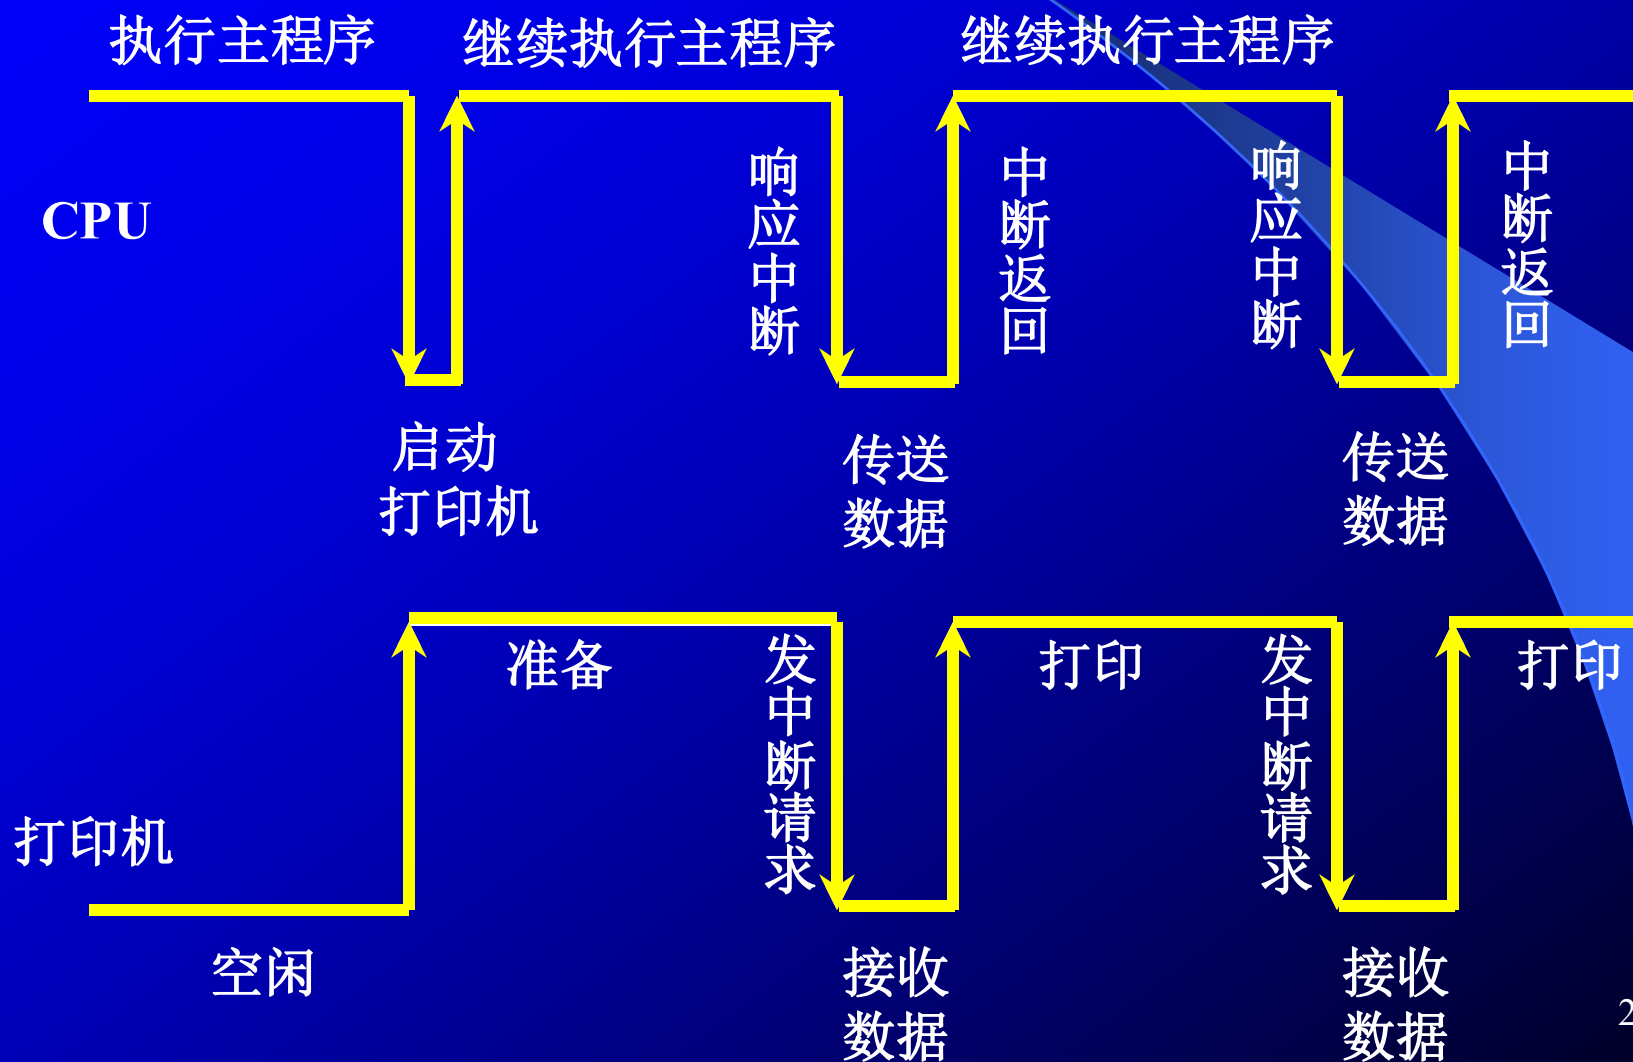 执行主程序
继续执行主程序
继续执行主程序
CPU
响应中断
中断返回
响应中断
中断返回
启动
打印机
传送
数据
传送
数据
准备
发中断请求
打印
发中断请求
打印
打印机
空闲
接收
数据
接收
数据
2